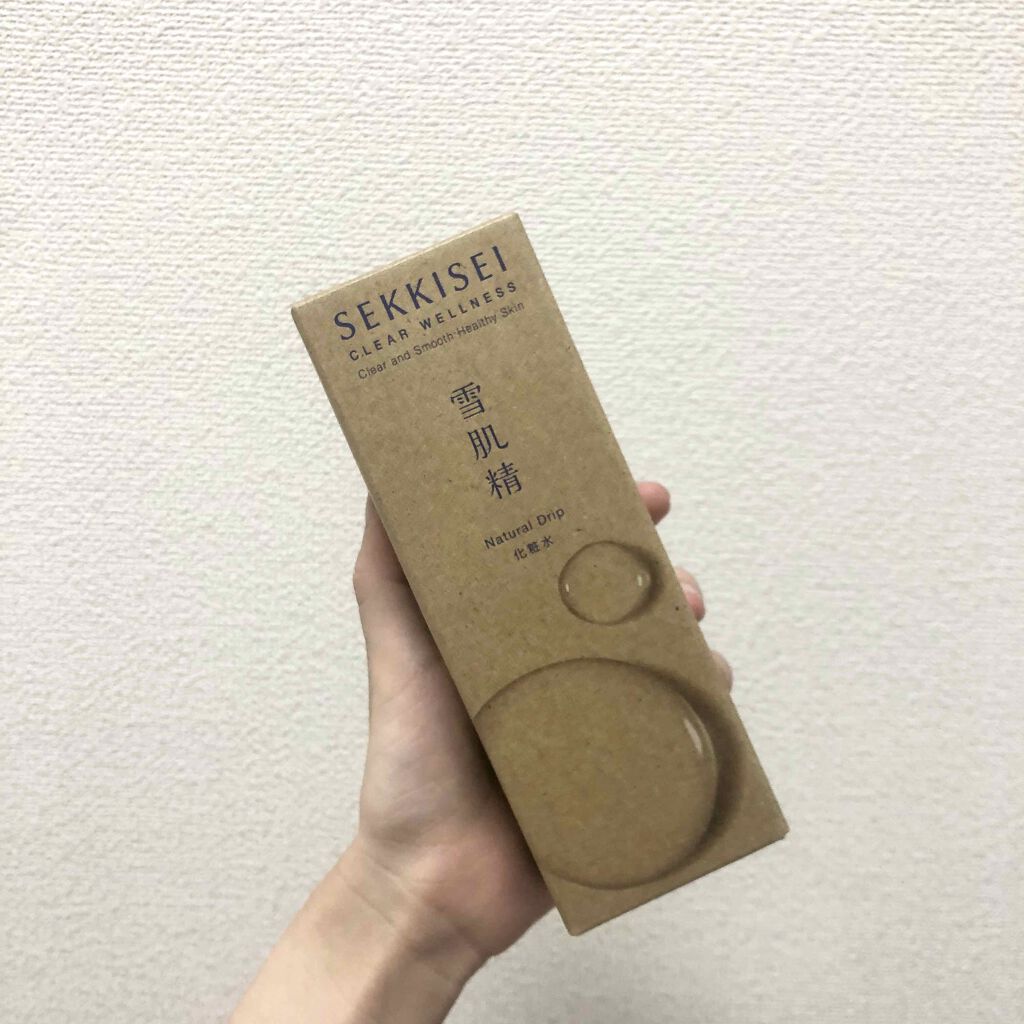 SEKKISEI
CLEAR WELLNESS
Clear and Smooth Healthy Skin
雪肌精
Natural Drip
化粧水